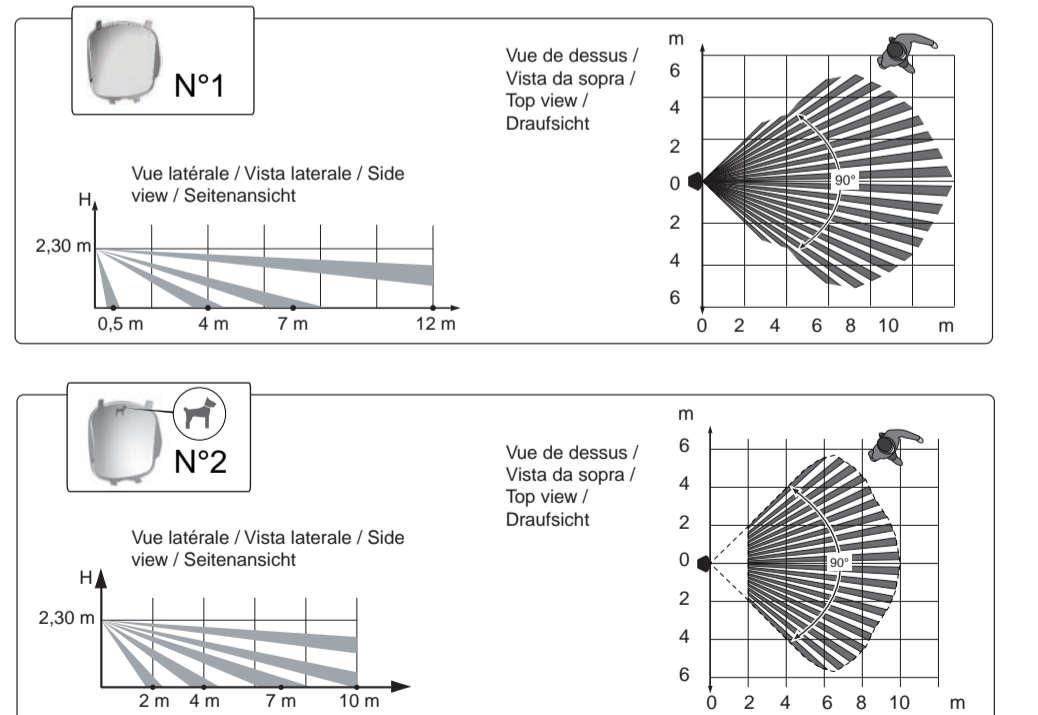 N°1
Vue latérale / Vista laterale / Side
view / Seitenansicht
H
2,30 m
0,5 m 4 m 7 m 12 m
Vue de dessus /
Vista da sopra /
Top view /
Draufsicht
m
6
4
2
0
2
4
6
90°
0 2 4 6 8 10 m
N°2
Vue latérale / Vista laterale / Side
view / Seitenansicht
H
2,30 m
2 m 4 m 7 m 10 m
Vue de dessus /
Vista da sopra /
Top view /
Draufsicht
m
6
4
2
0
2
4
6
90°
0 2 4 6 8 10 m